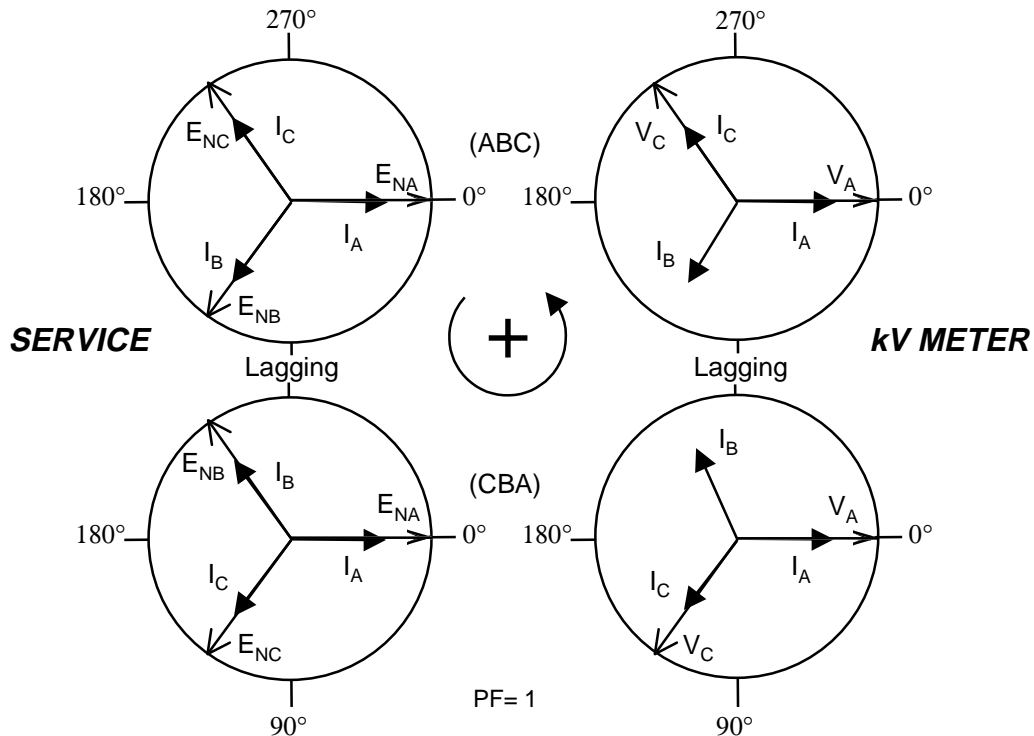 270° 270°
I_C I_C
E_NC (ABC) V_C
E_NA V_A
180° 0° 180° 0°
I_B I_A I_B I_A
E_NB
SERVICE + kV METER
Lagging Lagging
I_B
E_NB I_B (CBA)
E_NA V_A
180° 0° 180° 0°
I_C I_A I_C I_A
E_NC V_C
PF= 1
90° 90°